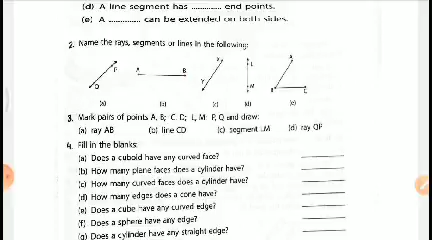 (d) A line segment has ............ end points.
(e) A ............ can be extended on both sides.
2. Name the rays, segments or lines in the following:
P
Q
A B
X
Y
L
M
A
B
L
(a) (b) (c) (d) (e)
3. Mark pairs of points A, B; C, D; L, M; P, Q and draw:
(a) ray AB (b) line CD (c) segment LM (d) ray QP
4. Fill in the blanks:
(a) Does a cuboid have any curved face?
(b) How many plane faces does a cylinder have?
(c) How many curved faces does a cylinder have?
(d) How many edges does a cone have?
(e) Does a cube have any curved edge?
(f) Does a sphere have any edge?
(g) Does a cylinder have any straight edge?